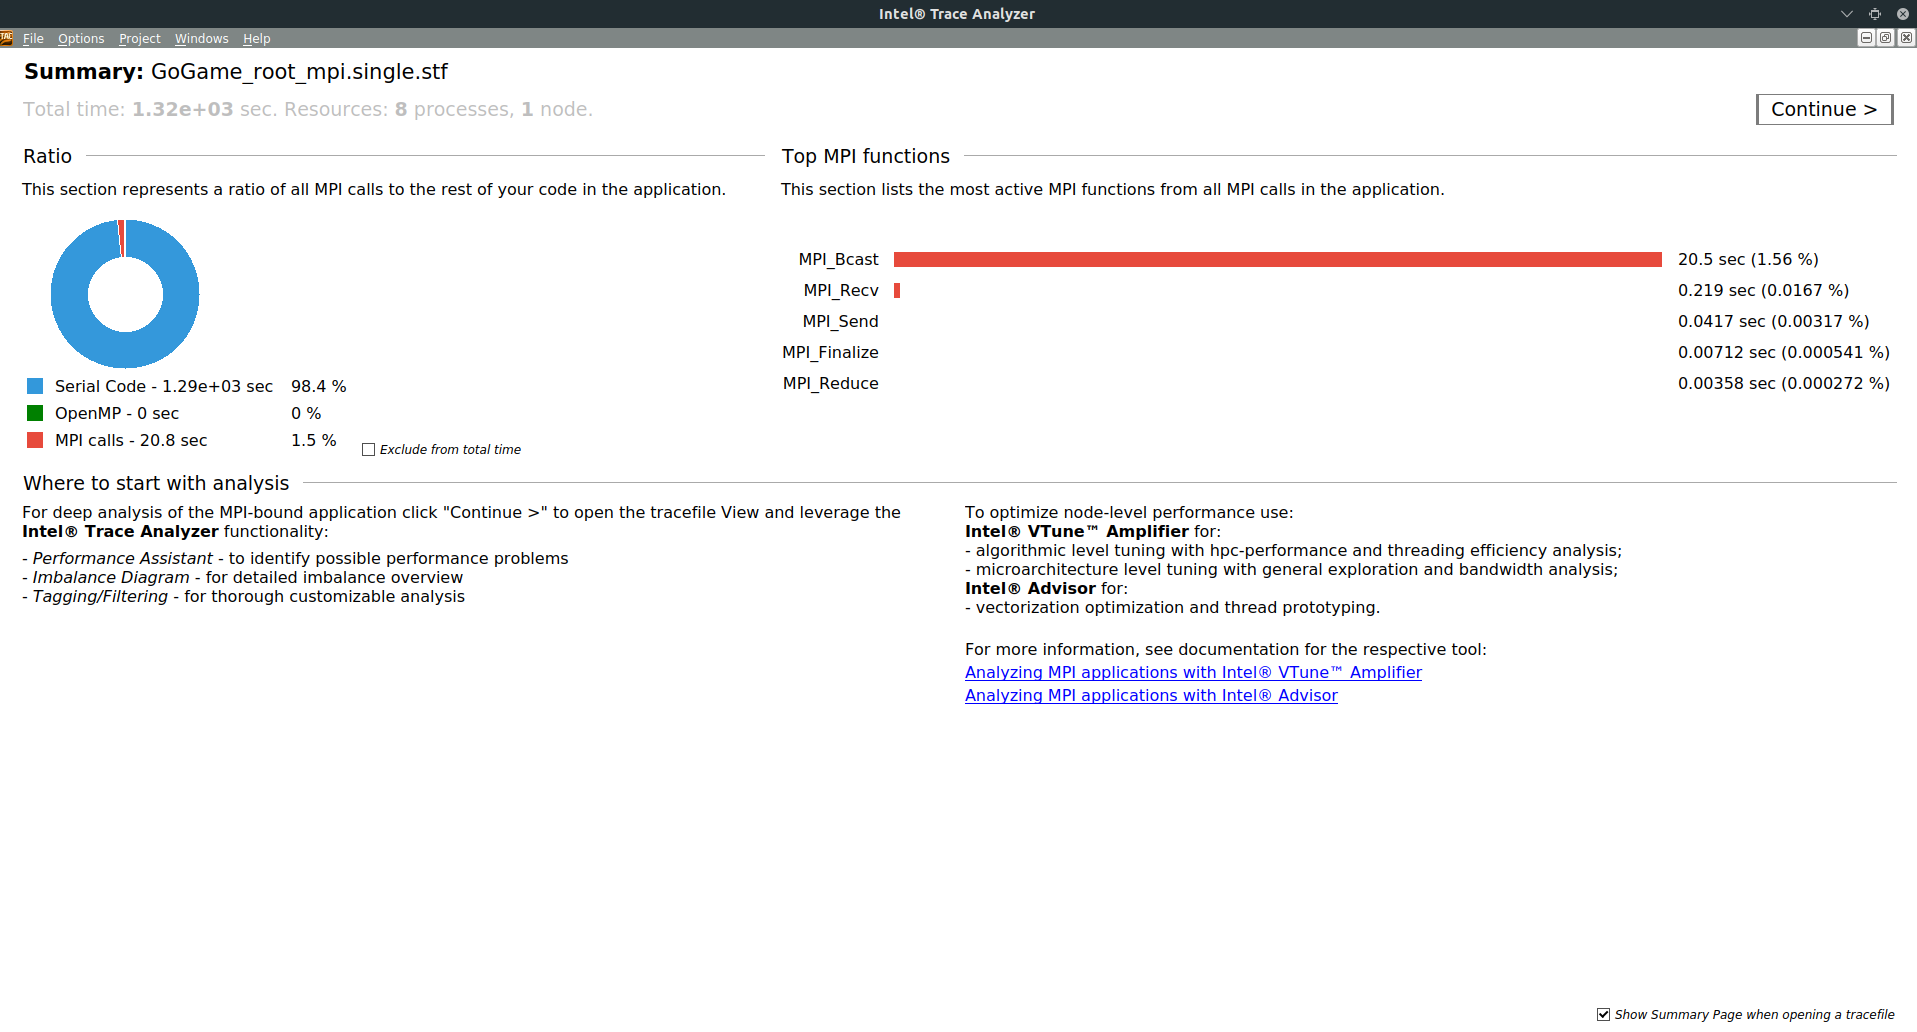 Intel® Trace Analyzer
TAC File Options Project Windows Help
Summary: GoGame_root_mpi.single.stf
Total time: 1.32e+03 sec. Resources: 8 processes, 1 node.
Continue >
Ratio
This section represents a ratio of all MPI calls to the rest of your code in the application.
Serial Code - 1.29e+03 sec 98.4 %
OpenMP - 0 sec 0 %
MPI calls - 20.8 sec 1.5 %
Exclude from total time
Top MPI functions
This section lists the most active MPI functions from all MPI calls in the application.
MPI_Bcast 20.5 sec (1.56 %)
MPI_Recv 0.219 sec (0.0167 %)
MPI_Send 0.0417 sec (0.00317 %)
MPI_Finalize 0.00712 sec (0.000541 %)
MPI_Reduce 0.00358 sec (0.000272 %)
Where to start with analysis
For deep analysis of the MPI-bound application click "Continue >" to open the tracefile View and leverage the
Intel® Trace Analyzer functionality:
- Performance Assistant - to identify possible performance problems
- Imbalance Diagram - for detailed imbalance overview
- Tagging/Filtering - for thorough customizable analysis
To optimize node-level performance use:
Intel® VTune™ Amplifier for:
- algorithmic level tuning with hpc-performance and threading efficiency analysis;
- microarchitecture level tuning with general exploration and bandwidth analysis;
Intel® Advisor for:
- vectorization optimization and thread prototyping.
For more information, see documentation for the respective tool:
Analyzing MPI applications with Intel® VTune™ Amplifier
Analyzing MPI applications with Intel® Advisor
Show Summary Page when opening a tracefile